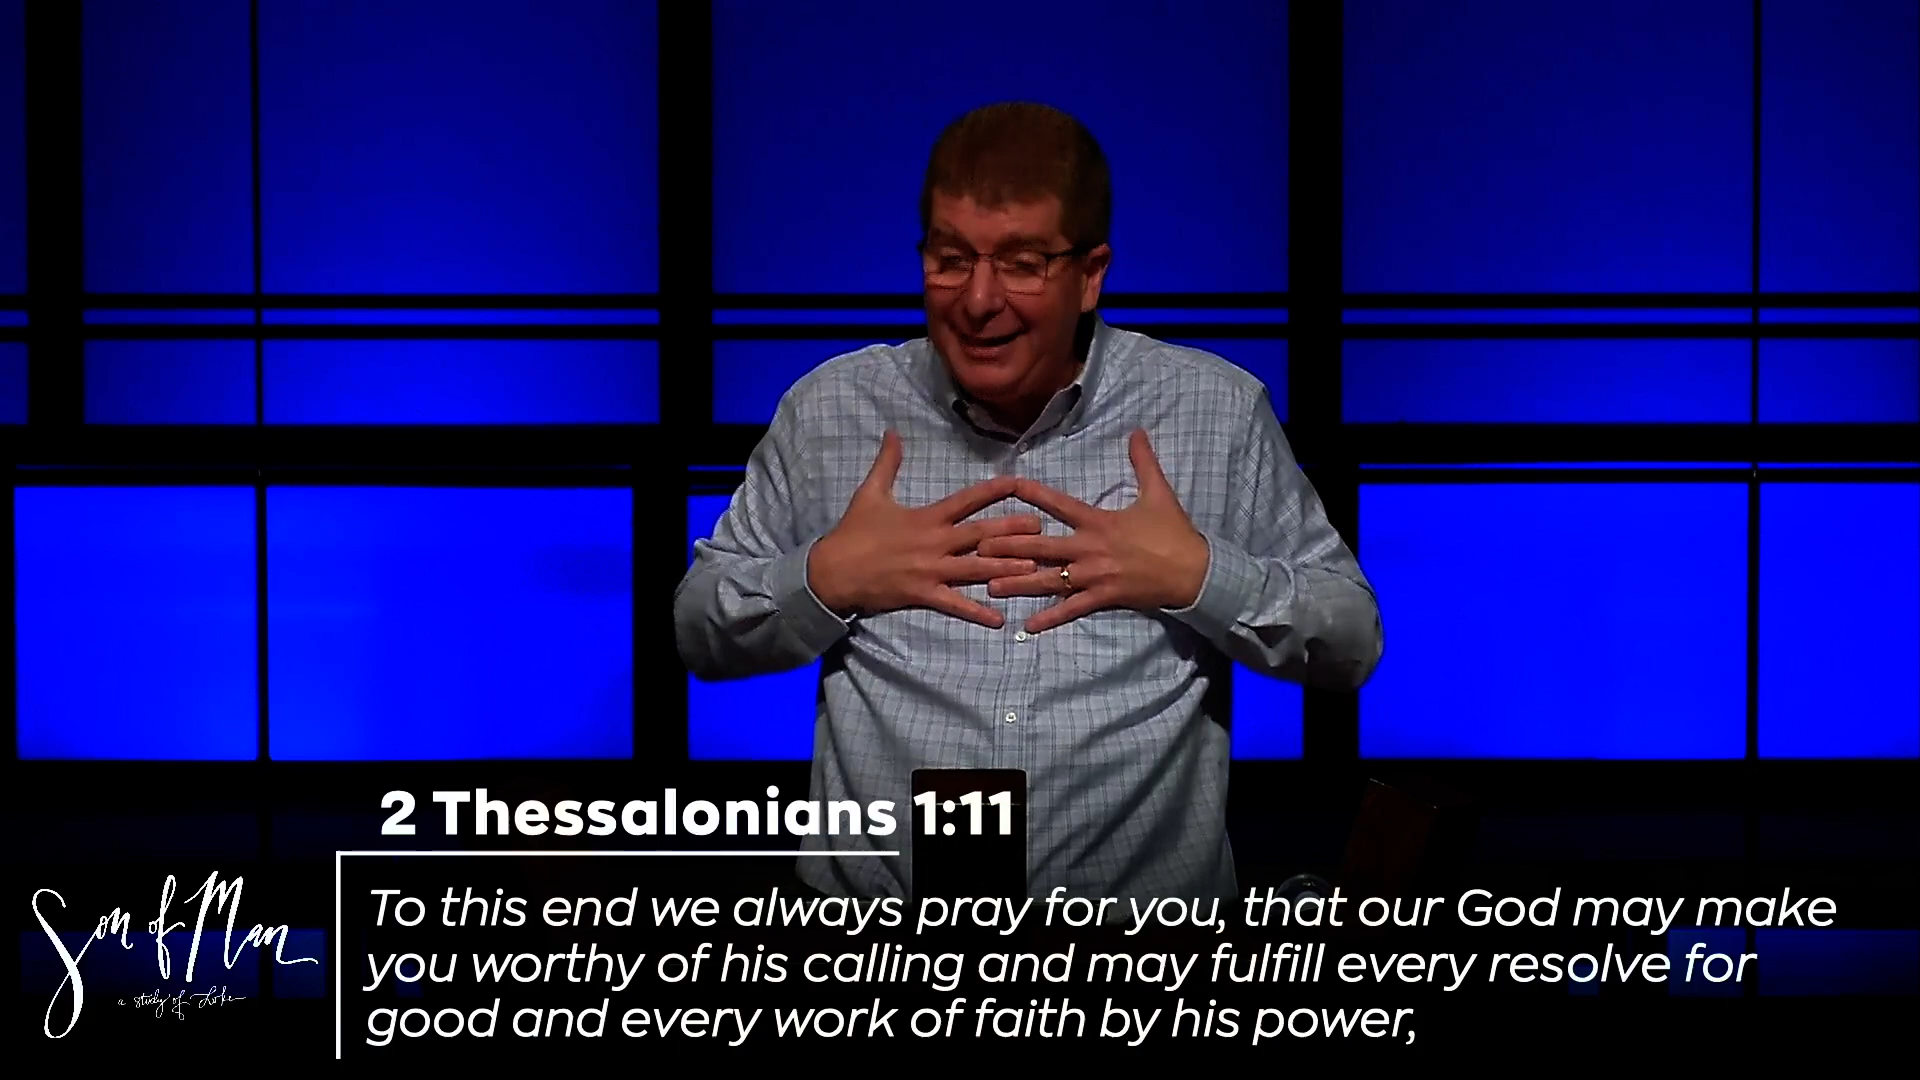 2 Thessalonians 1:11
To this end we always pray for you, that our God may make
you worthy of his calling and may fulfill every resolve for
good and every work of faith by his power,
Son of Man
a study of Luke